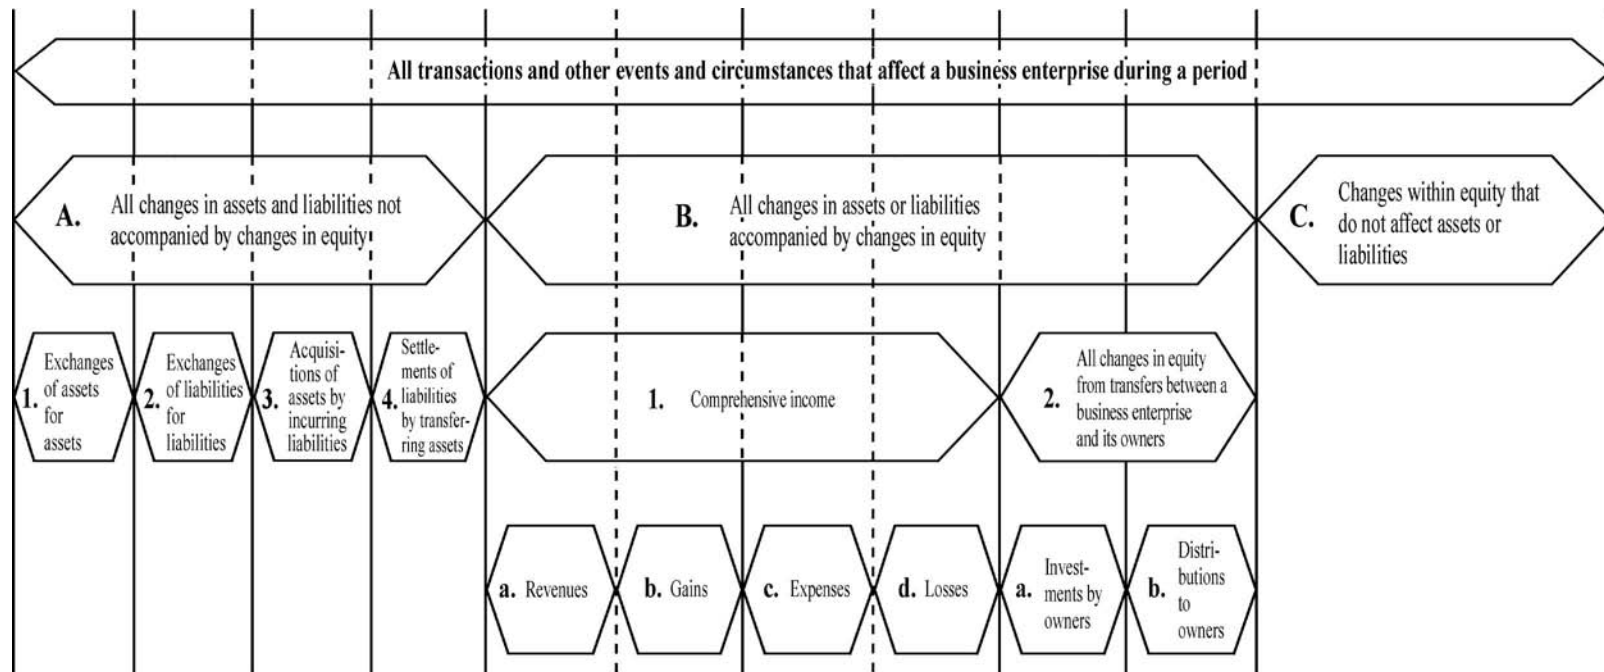 All transactions and other events and circumstances that affect a business enterprise during a period
A. All changes in assets and liabilities not
accompanied by changes in equity
B. All changes in assets or liabilities
accompanied by changes in equity
C. Changes within equity that
do not affect assets or
liabilities
1. Exchanges
of assets
for
assets
2. Exchanges
of liabilities
for
liabilities
3. Acquisi-
tions of
assets by
incurring
liabilities
4. Settle-
ments of
liabilities
by transfer-
ring assets
1. Comprehensive income
2. All changes in equity
from transfers between a
business enterprise
and its owners
a. Revenues
b. Gains
c. Expenses
d. Losses
a. Invest-
ments by
owners
b. Distri-
butions
to
owners